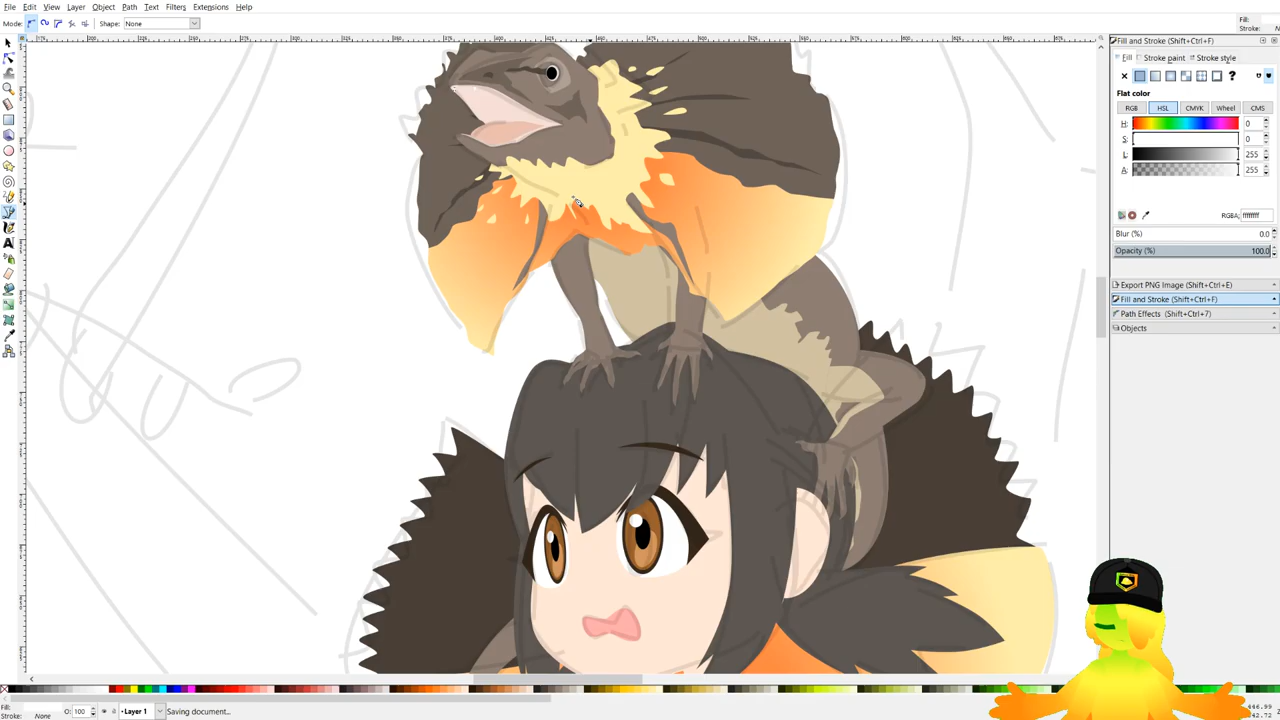 File Edit View Layer Object Path Text Filters Extensions Help
Mode: Shape: None
Fill:
Stroke:
Fill and Stroke (Shift+Ctrl+F)
Fill Stroke paint Stroke style
Flat color
RGB HSL CMYK Wheel CMS
H: 0
S: 0
L: 255
A: 255
RGBA: ffffffff
Blur (%) 0.0
Opacity (%) 100.0
Export PNG Image (Shift+Ctrl+E)
Fill and Stroke (Shift+Ctrl+F)
Path Effects (Shift+Ctrl+7)
Objects
Fill:
Stroke: None
O: 100
Layer 1
Saving document...